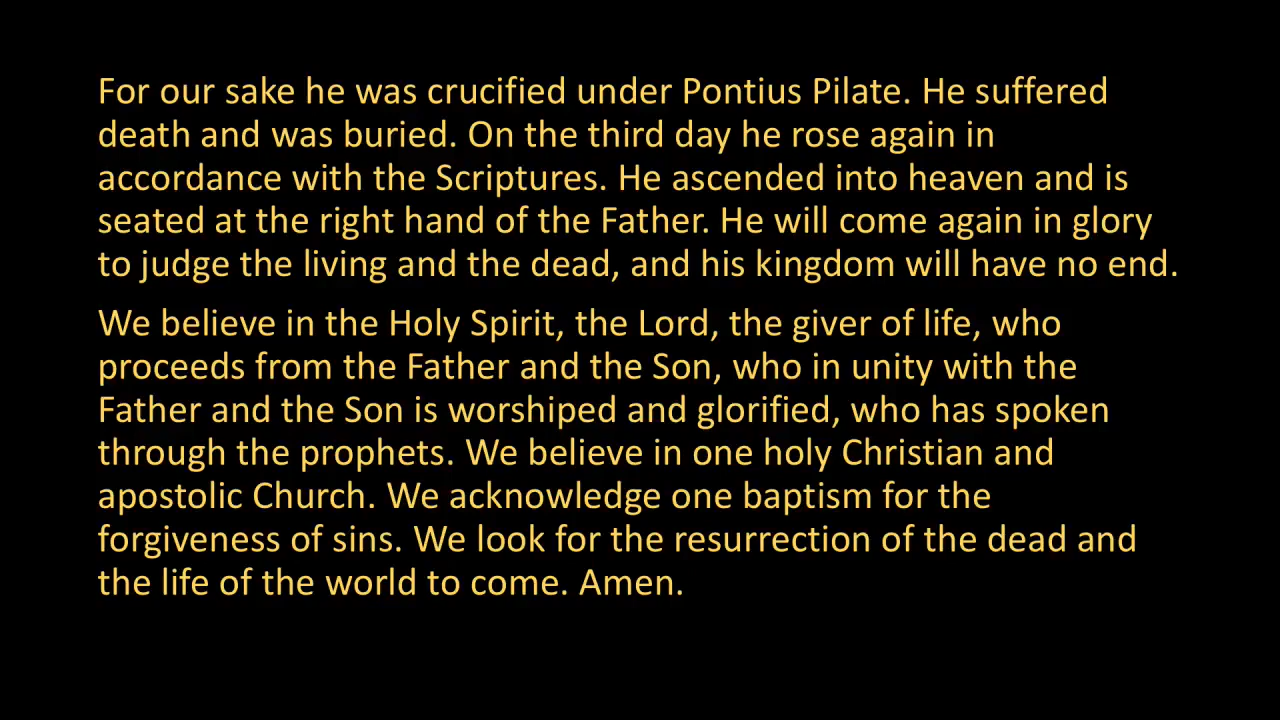 For our sake he was crucified under Pontius Pilate. He suffered
death and was buried. On the third day he rose again in
accordance with the Scriptures. He ascended into heaven and is
seated at the right hand of the Father. He will come again in glory
to judge the living and the dead, and his kingdom will have no end.
We believe in the Holy Spirit, the Lord, the giver of life, who
proceeds from the Father and the Son, who in unity with the
Father and the Son is worshiped and glorified, who has spoken
through the prophets. We believe in one holy Christian and
apostolic Church. We acknowledge one baptism for the
forgiveness of sins. We look for the resurrection of the dead and
the life of the world to come. Amen.